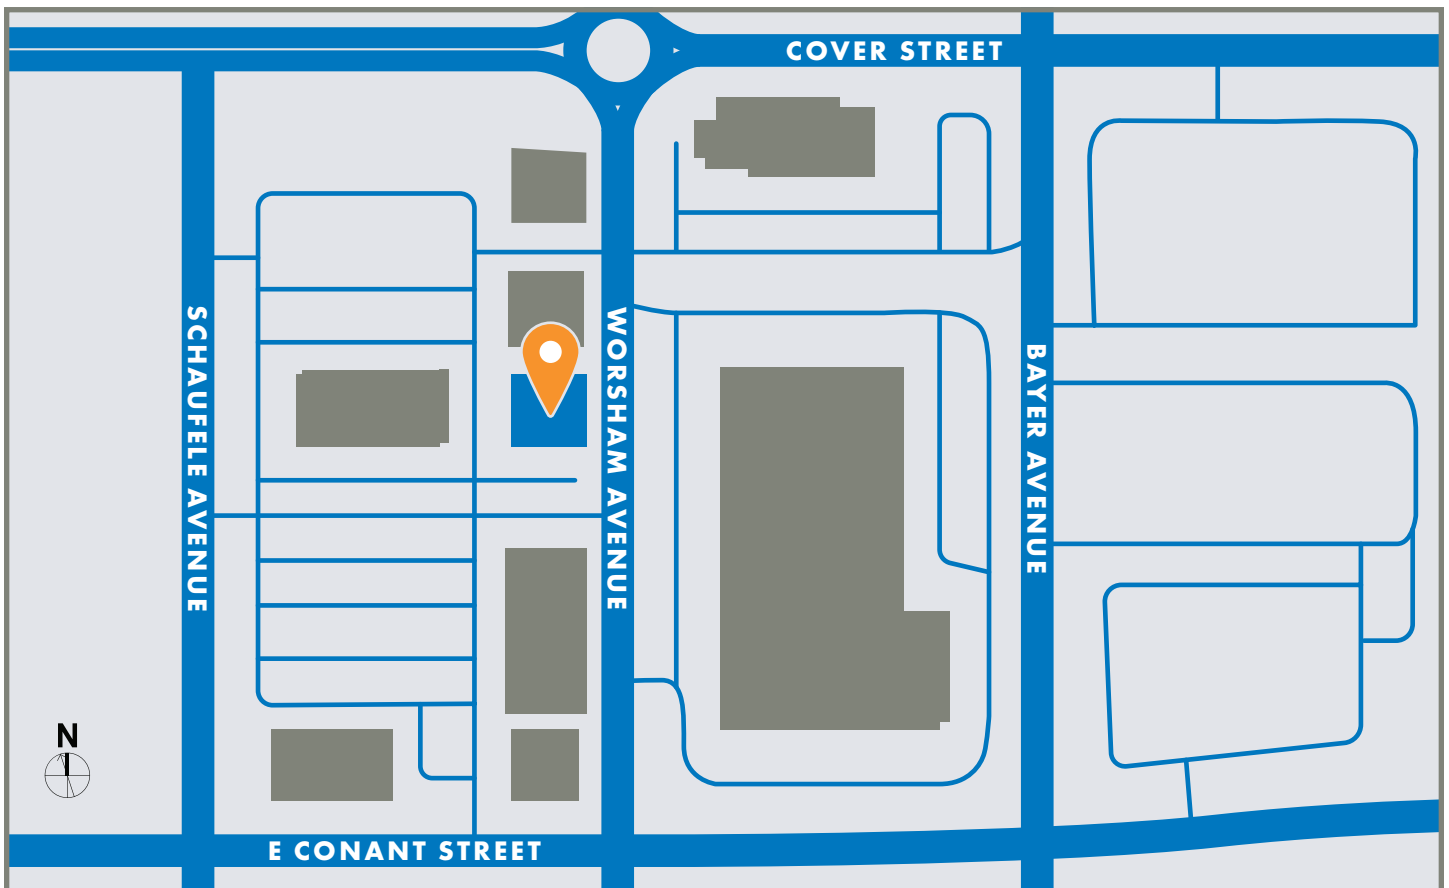 COVER STREET
SCHAUFELE AVENUE
WORSHAM AVENUE
BAYER AVENUE
N
E CONANT STREET